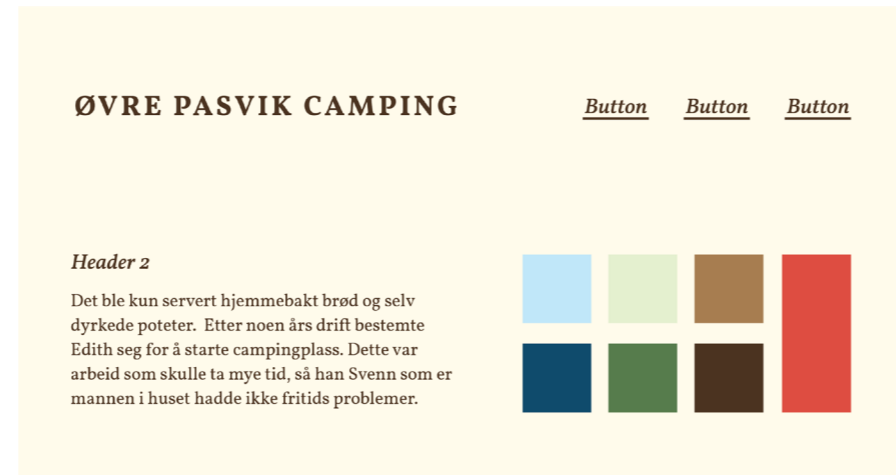 ØVRE PASVIK CAMPING
Button Button Button
Header 2
Det ble kun servert hjemmebakt brød og selv
dyrkede poteter.  Etter noen års drift bestemte
Edith seg for å starte campingplass. Dette var
arbeid som skulle ta mye tid, så han Svenn som er
mannen i huset hadde ikke fritids problemer.